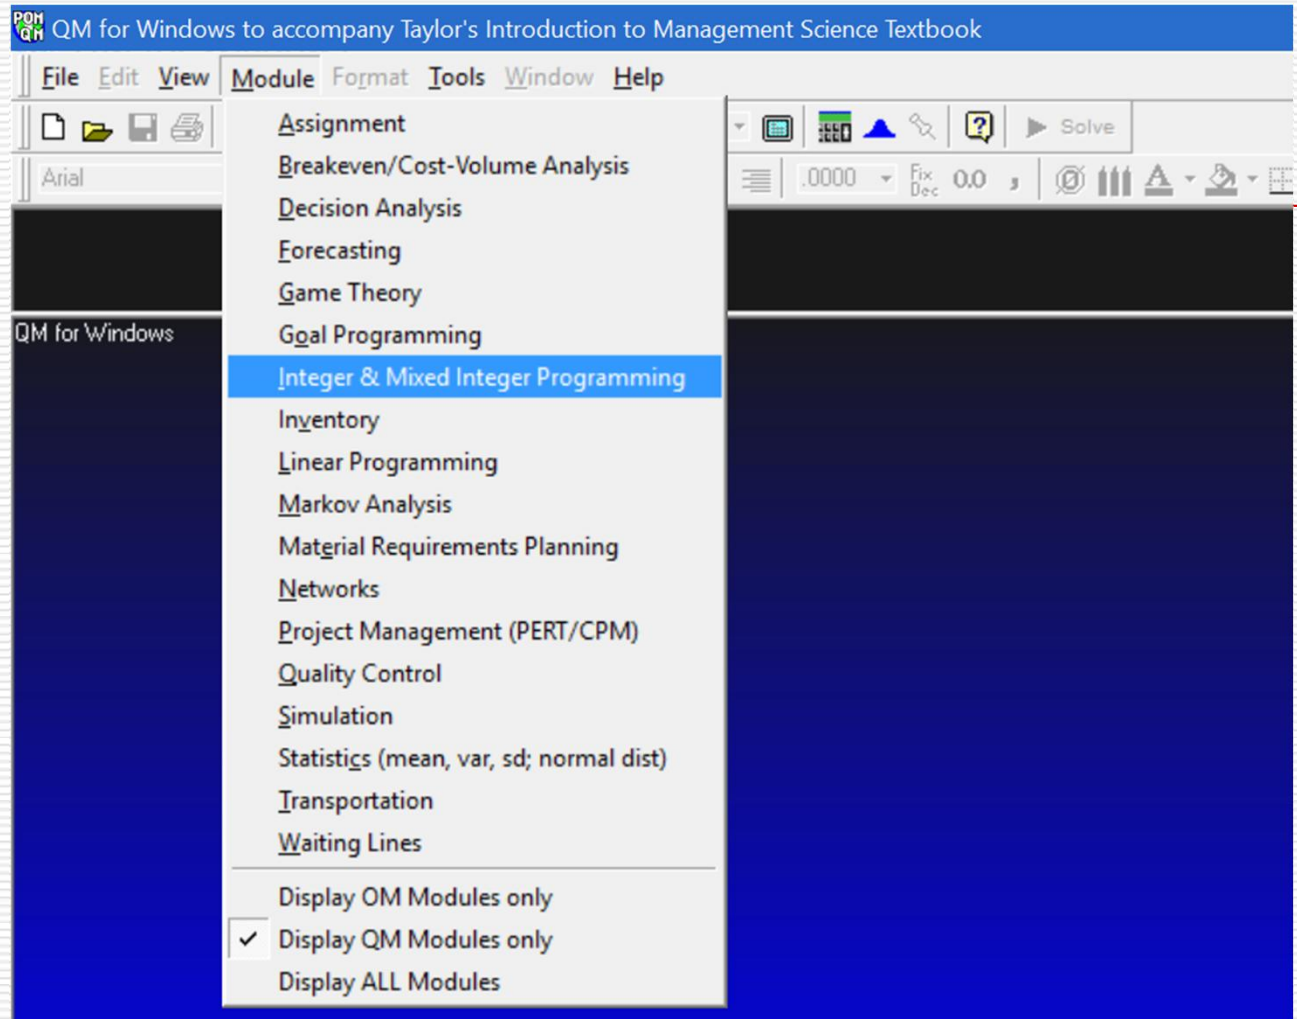 POM QM QM for Windows to accompany Taylor's Introduction to Management Science Textbook
File Edit View Module Format Tools Window Help
Solve
Arial .0000 Fix Dec 0.0 ,
QM for Windows
Assignment
Breakeven/Cost-Volume Analysis
Decision Analysis
Forecasting
Game Theory
Goal Programming
Integer & Mixed Integer Programming
Inventory
Linear Programming
Markov Analysis
Material Requirements Planning
Networks
Project Management (PERT/CPM)
Quality Control
Simulation
Statistics (mean, var, sd; normal dist)
Transportation
Waiting Lines
Display OM Modules only
Display QM Modules only
Display ALL Modules